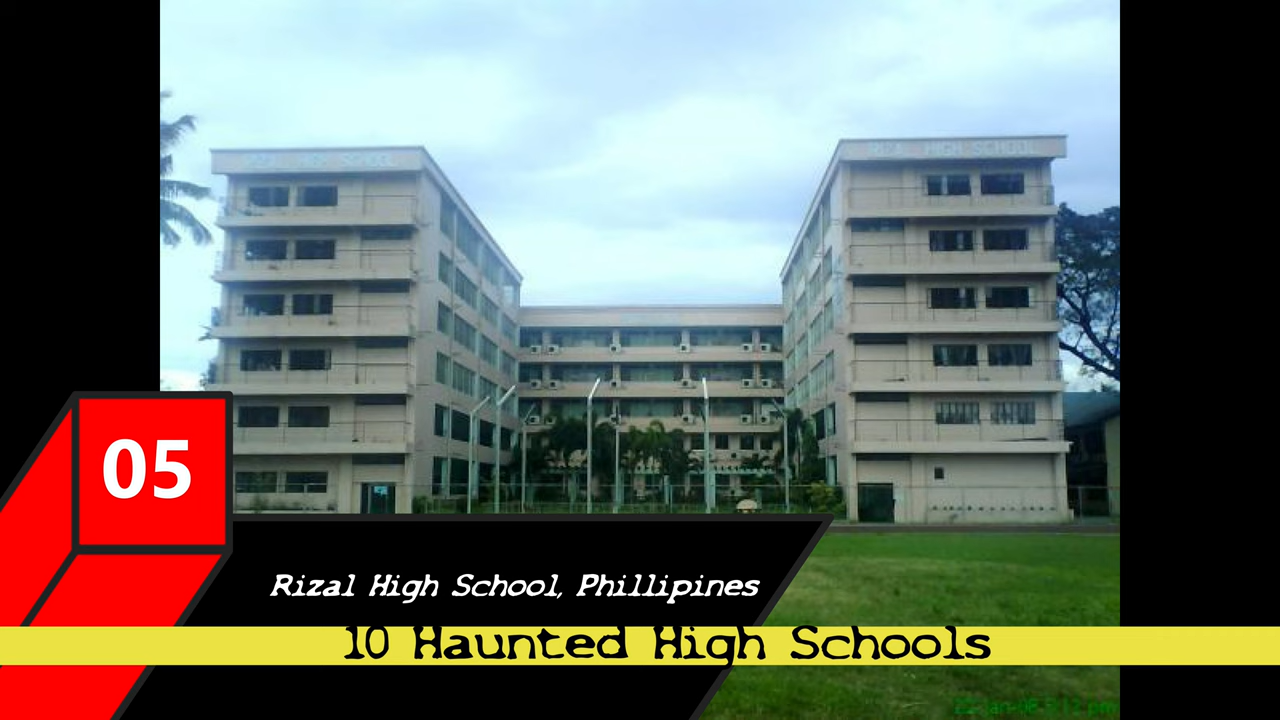 RIZAL HIGH SCHOOL
RIZAL HIGH SCHOOL
05
Rizal High School, Phillipines
10 Haunted High Schools